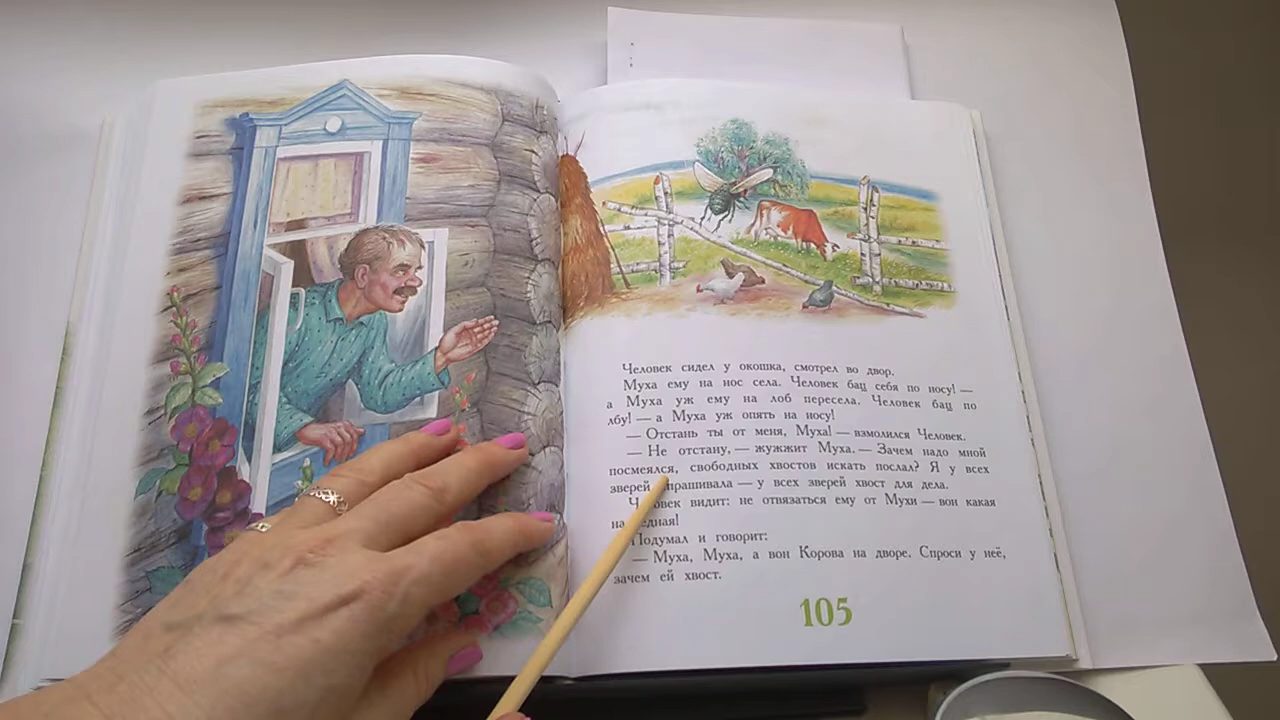 Человек сидел у окошка, смотрел во двор.
Муха ему на нос села. Человек бац себя по носу! —
а Муха уж ему на лоб пересела. Человек бац по
лбу! — а Муха уж опять на носу!
— Отстань ты от меня, Муха! — взмолился Человек.
— Не отстану, — жужжит Муха. — Зачем надо мной
посмеялся, свободных хвостов искать послал? Я у всех
зверей спрашивала — у всех зверей хвост для дела.
Человек видит: не отвязаться ему от Мухи — вон какая
Подумал и говорит:
— Муха, Муха, а вон Корова на дворе. Спроси у неё,
зачем ей хвост.
105